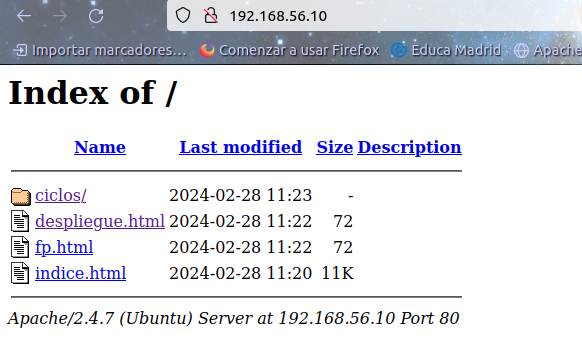 192.168.56.10
Importar marcadores... Comenzar a usar Firefox Educa Madrid Apache
Index of /
Name Last modified Size Description
ciclos/ 2024-02-28 11:23 -
despliegue.html 2024-02-28 11:22 72
fp.html 2024-02-28 11:22 72
indice.html 2024-02-28 11:20 11K
Apache/2.4.7 (Ubuntu) Server at 192.168.56.10 Port 80